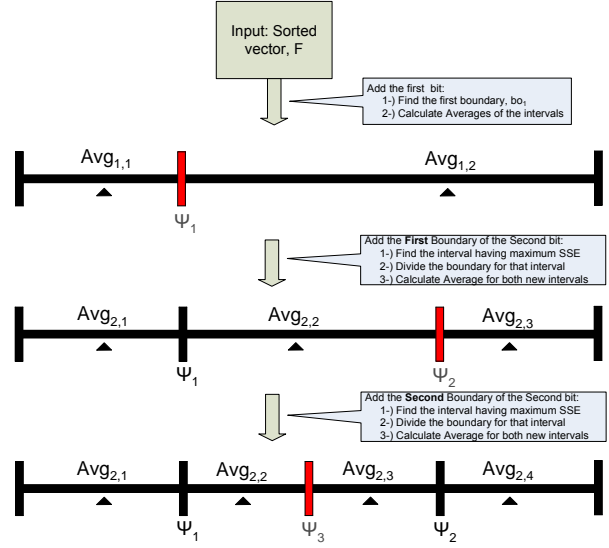 Input: Sorted
vector, F
Add the first bit:
1-) Find the first boundary, bo1
2-) Calculate Averages of the intervals
Avg1,1
Avg1,2
Ψ1
Add the First Boundary of the Second bit:
1-) Find the interval having maximum SSE
2-) Divide the boundary for that interval
3-) Calculate Average for both new intervals
Avg2,1
Avg2,2
Avg2,3
Ψ1
Ψ2
Add the Second Boundary of the Second bit:
1-) Find the interval having maximum SSE
2-) Divide the boundary for that interval
3-) Calculate Average for both new intervals
Avg2,1
Avg2,2
Avg2,3
Avg2,4
Ψ1
Ψ3
Ψ2